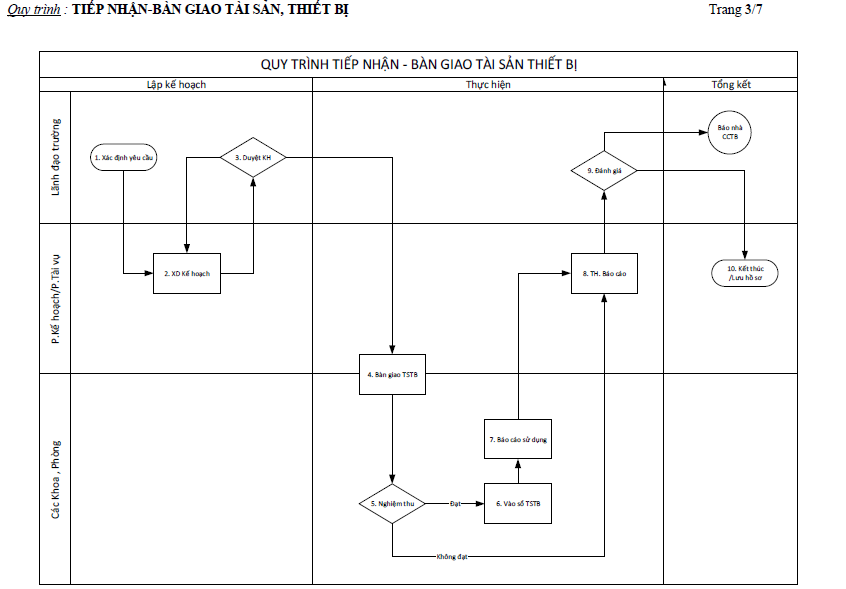 Quy trình : TIẾP NHẬN-BÀN GIAO TÀI SẢN, THIẾT BỊ
Trang 3/7
QUY TRÌNH TIẾP NHẬN - BÀN GIAO TÀI SẢN THIẾT BỊ
Lập kế hoạch
Thực hiện
Tổng kết
Lãnh đạo trường
1. Xác định yêu cầu
3. Duyệt KH
9. Đánh giá
Báo nhà
CCTB
P.Kế hoạch/P.Tài vụ
2. XD Kế hoạch
8. TH. Báo cáo
10. Kết thúc
/Lưu hồ sơ
4. Bàn giao TSTB
Các Khoa , Phòng
7. Báo cáo sử dụng
5. Nghiệm thu
Đạt
6. Vào sổ TSTB
Không đạt